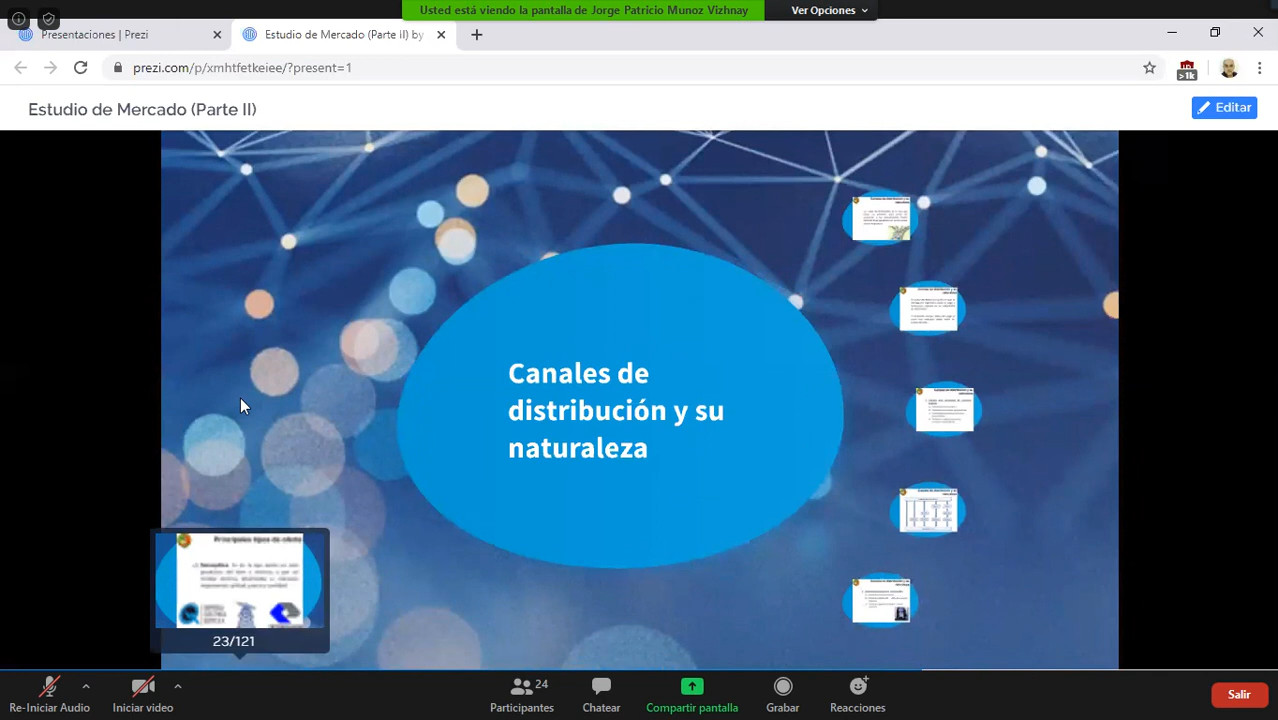 Usted está viendo la pantalla de Jorge Patricio Munoz Vizhnay
Ver Opciones
Presentaciones | Prezi
Estudio de Mercado (Parte II) by
prezi.com/p/xmhtfetkeiee/?present=1
>1k
Estudio de Mercado (Parte II)
Editar
Canales de
distribución y su
naturaleza
Principales tipos de oferta
23/121
Re-Iniciar Audio
Iniciar video
24
Participantes
Chatear
Compartir pantalla
Grabar
Reacciones
Salir